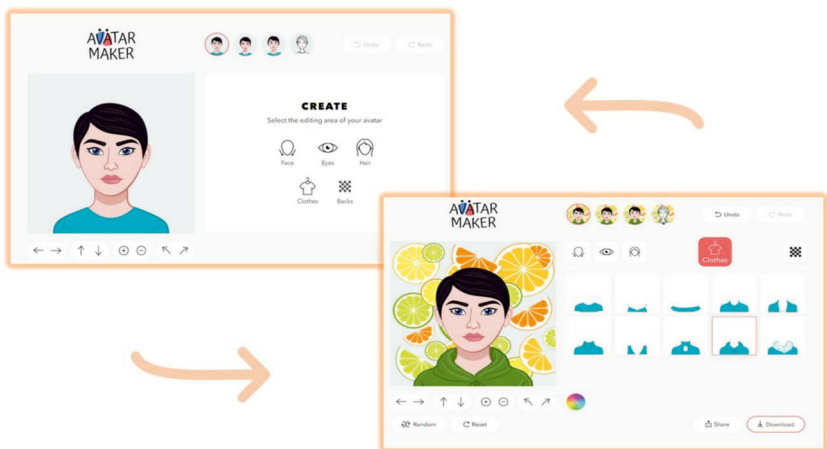 AVATAR
MAKER
Undo
Redo
CREATE
Select the editing area of your avatar
Face
Eyes
Hair
Clothes
Backs
AVATAR
MAKER
Undo
Redo
Clothes
Random
Reset
Share
Download